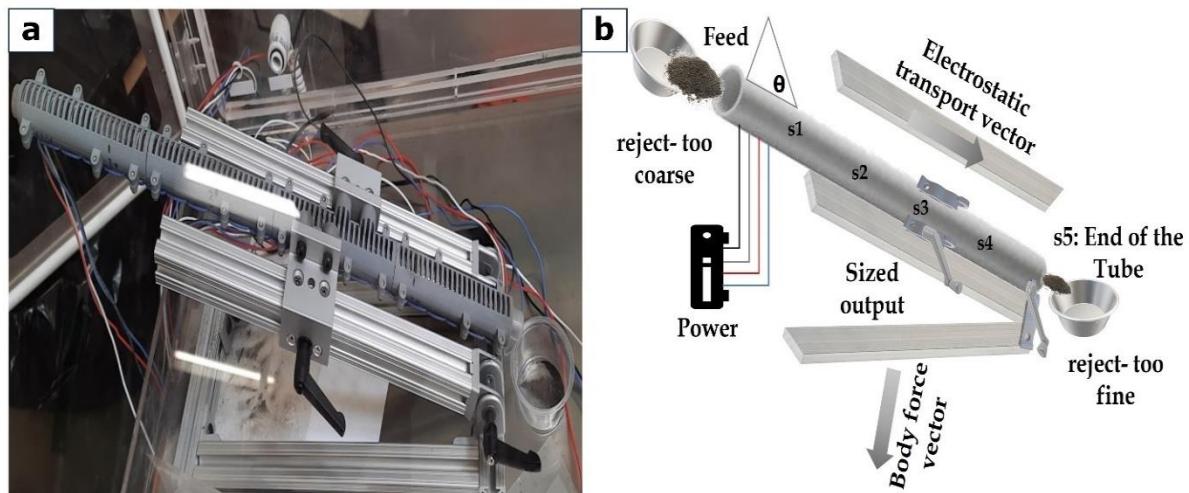 a
b
Feed
θ
Electrostatic
transport vector
reject- too
coarse
s1
s2
s3
s4
s5: End of the
Tube
Sized
output
Power
reject- too
fine
Body force
vector